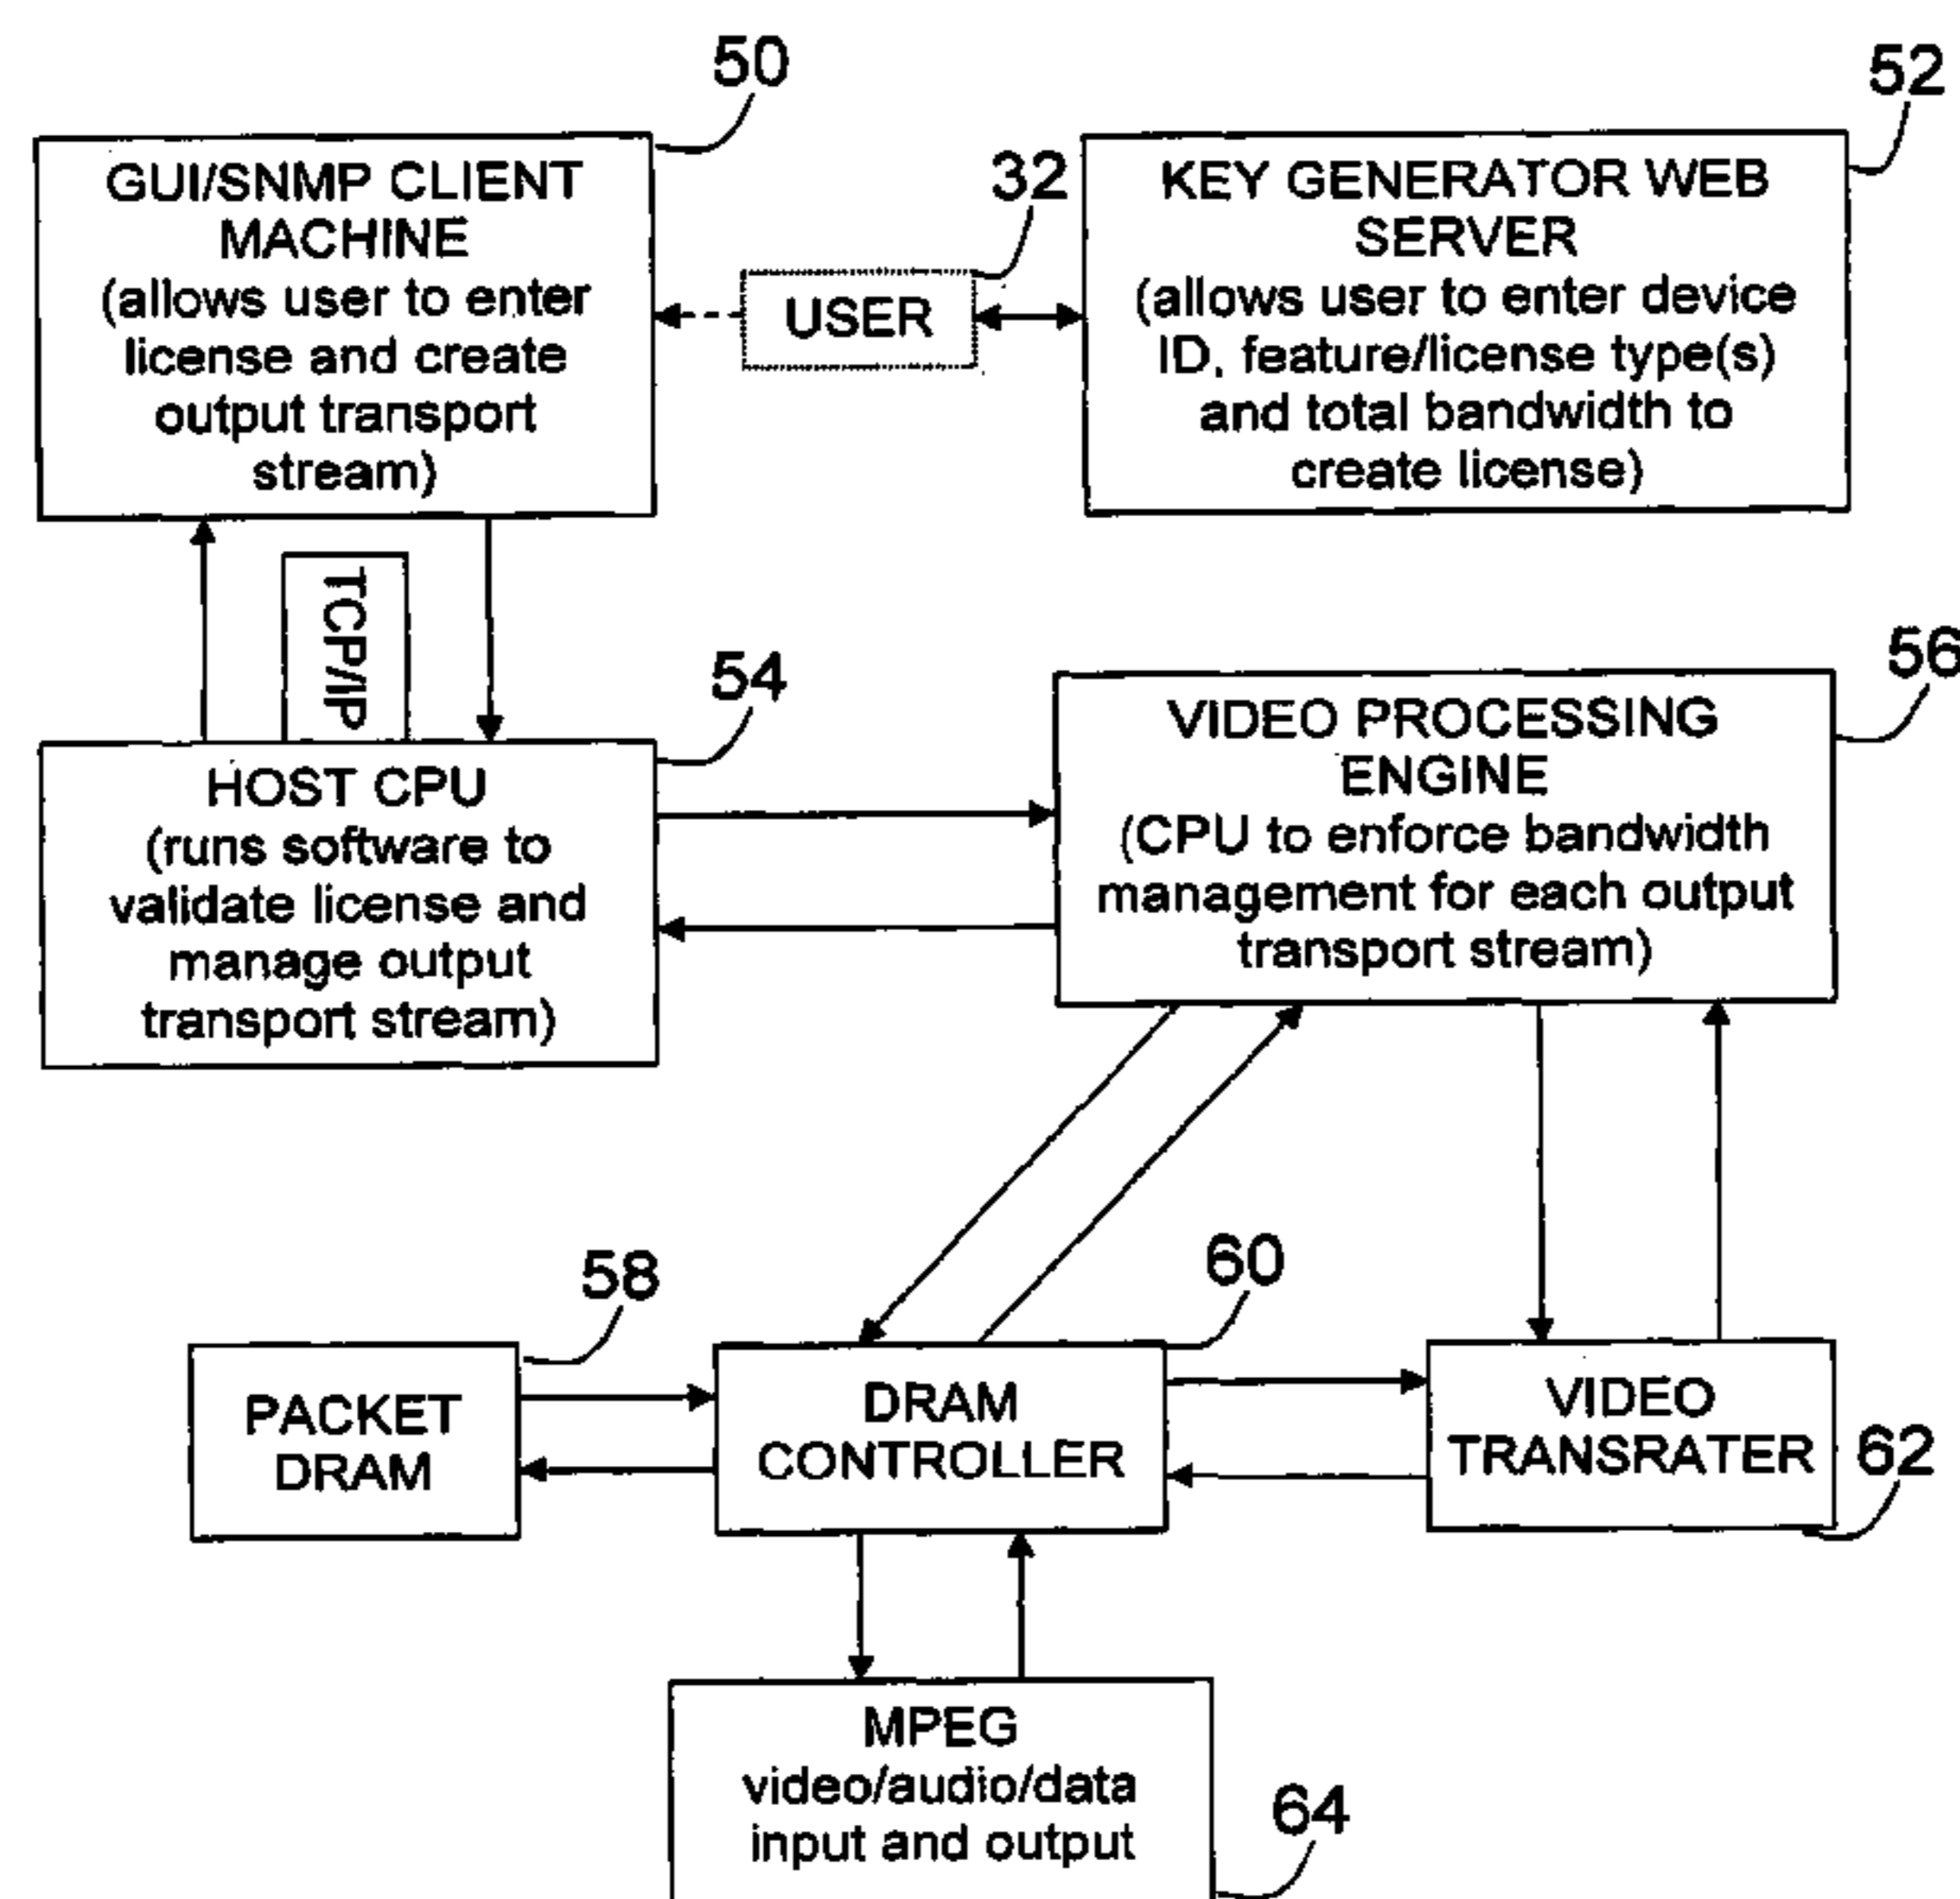 50
52
GUI/SNMP CLIENT
MACHINE
(allows user to enter
license and create
output transport
stream)
32
USER
KEY GENERATOR WEB
SERVER
(allows user to enter device
ID, feature/license type(s)
and total bandwidth to
create license)
TCP/IP
54
56
HOST CPU
(runs software to
validate license and
manage output
transport stream)
VIDEO PROCESSING
ENGINE
(CPU to enforce bandwidth
management for each output
transport stream)
58
60
PACKET
DRAM
DRAM
CONTROLLER
VIDEO
TRANSRATER
62
MPEG
video/audio/data
input and output
64